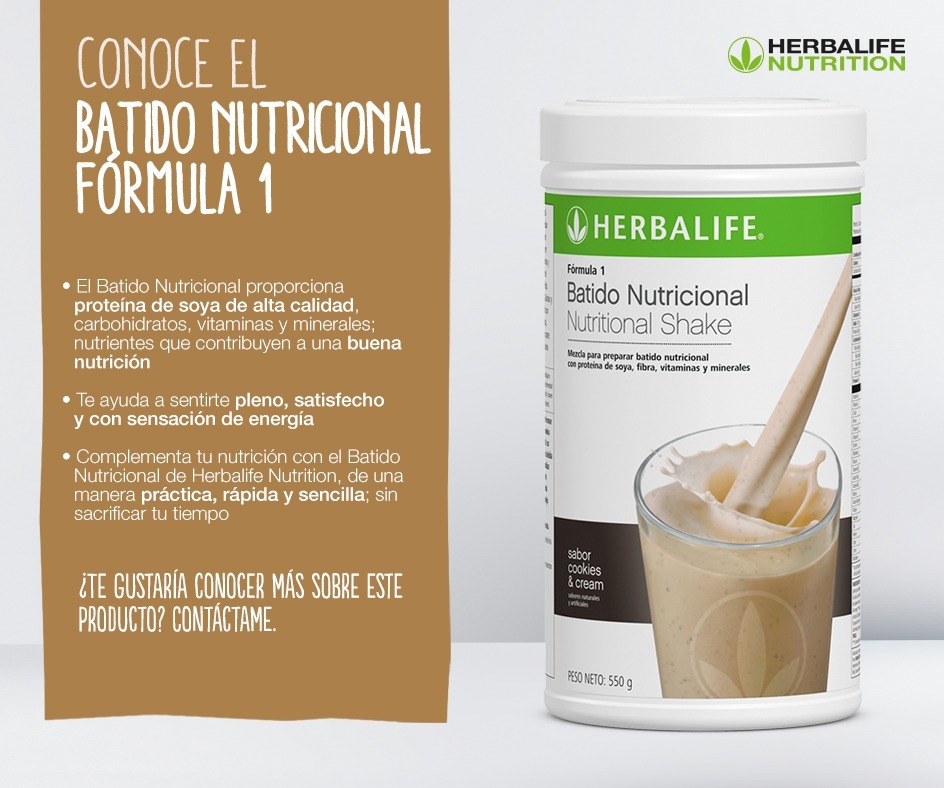 CONOCE EL
BATIDO NUTRICIONAL
FÓRMULA 1
• El Batido Nutricional proporciona
proteína de soya de alta calidad,
carbohidratos, vitaminas y minerales;
nutrientes que contribuyen a una buena
nutrición
• Te ayuda a sentirte pleno, satisfecho
y con sensación de energía
• Complementa tu nutrición con el Batido
Nutricional de Herbalife Nutrition, de una
manera práctica, rápida y sencilla; sin
sacrificar tu tiempo
¿TE GUSTARÍA CONOCER MÁS SOBRE ESTE
PRODUCTO? CONTÁCTAME.
HERBALIFE
NUTRITION
HERBALIFE®
Fórmula 1
Batido Nutricional
Nutritional Shake
Mezcla para preparar batido nutricional
con proteína de soya, fibra, vitaminas y minerales
sabor
cookies
& cream
sabores naturales
y artificiales
PESO NETO: 550 g